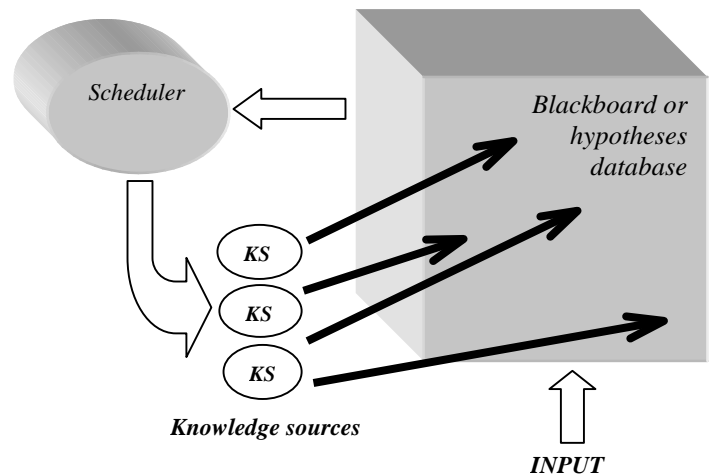 Scheduler
Blackboard or
hypotheses
database
KS
KS
KS
Knowledge sources
INPUT